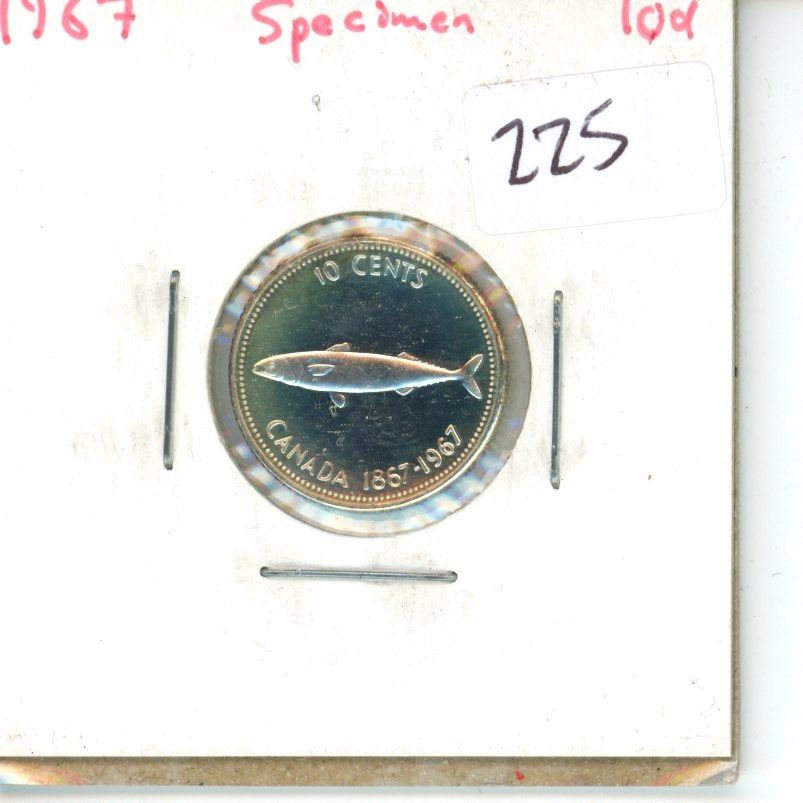 1967 Specimen 10¢
225
10 CENTS
CANADA 1867-1967